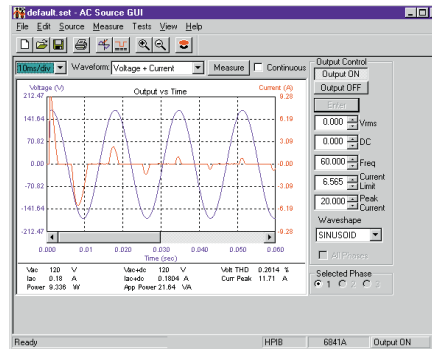 default.set - AC Source GUI
File Edit Source Measure Tests View Help
10ms/div Waveform: Voltage + Current Measure Continuous
Output Control
Output ON
Output OFF
Enter
0.000 Vrms
0.000 DC
60.000 Freq
6.565 Current Limit
20.000 Peak Current
Waveshape
SINUSOID
All Phases
Selected Phase
1 2 3
Voltage (V) Output vs Time Current (A)
212.47 9.28
141.64 6.19
70.82 3.09
0.00 0.00
-70.82 -3.09
-141.64 -6.19
-212.47 -9.28
0.000 0.010 0.020 0.030 0.040 0.050 0.060
Time (sec)
Vac 120 V Vac+dc 120 V Volt THD 0.2614 %
Iac 0.18 A Iac+dc 0.1804 A Curr Peak 11.71 A
Power 9.336 W App Power 21.64 VA
Ready HPIB 6841A Output ON